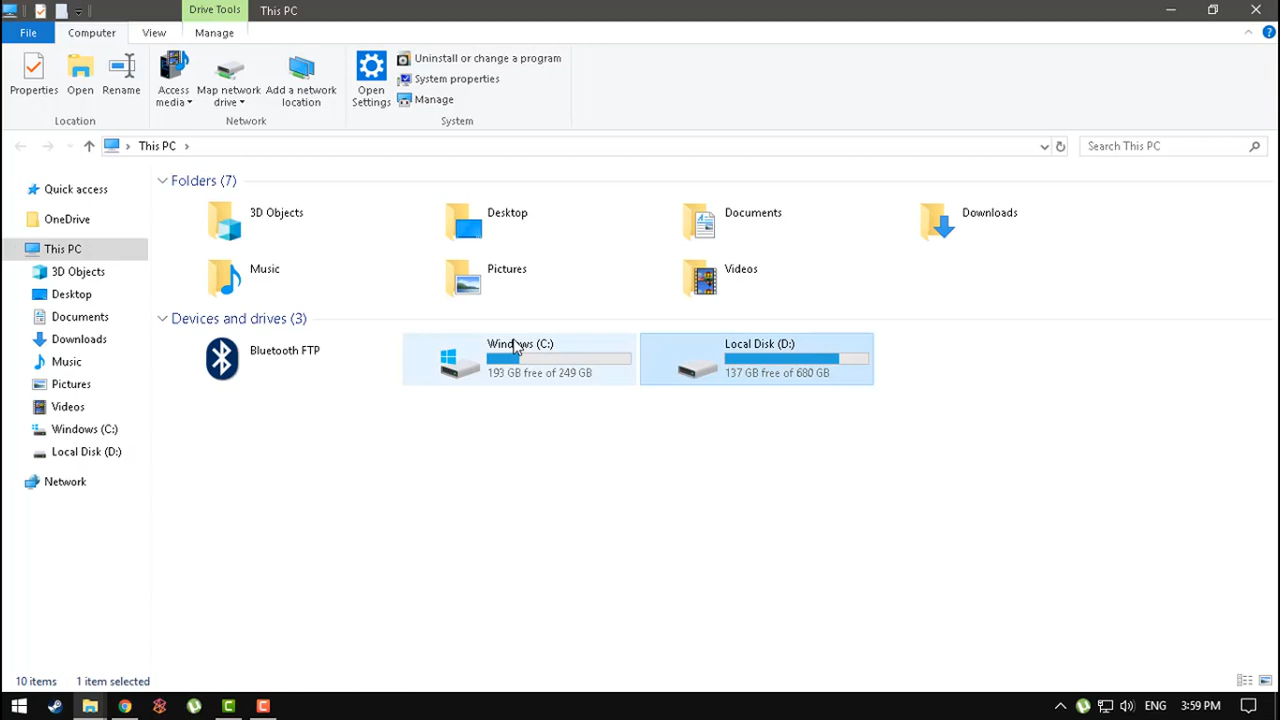 Drive Tools
This PC
File
Computer
View
Manage
Properties
Open
Rename
Access media
Map network drive
Add a network location
Open Settings
Uninstall or change a program
System properties
Manage
Location
Network
System
This PC
Search This PC
Quick access
OneDrive
This PC
3D Objects
Desktop
Documents
Downloads
Music
Pictures
Videos
Windows (C:)
Local Disk (D:)
Network
Folders (7)
3D Objects
Desktop
Documents
Downloads
Music
Pictures
Videos
Devices and drives (3)
Bluetooth FTP
Windows (C:)
193 GB free of 249 GB
Local Disk (D:)
137 GB free of 680 GB
10 items
1 item selected
ENG
3:59 PM